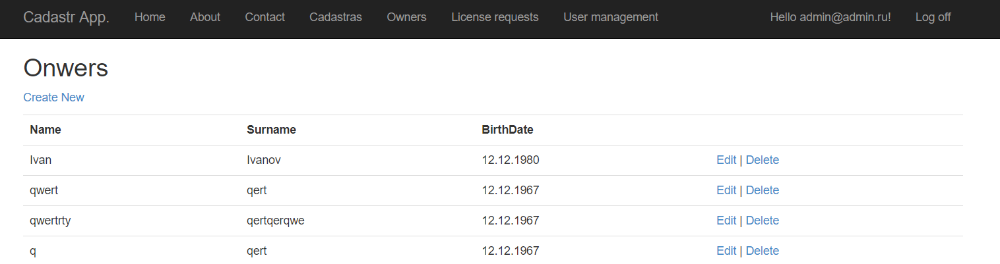 Cadastr App. Home About Contact Cadastras Owners License requests User management Hello admin@admin.ru! Log off
Onwers
Create New
Name Surname BirthDate
Ivan Ivanov 12.12.1980 Edit | Delete
qwert qert 12.12.1967 Edit | Delete
qwertrty qertqerqwe 12.12.1967 Edit | Delete
q qert 12.12.1967 Edit | Delete